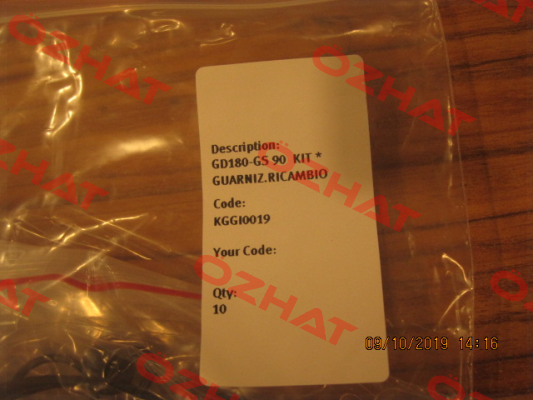 OZHAT
OZHAT
Description:
GD180-GS 90 KIT *
GUARNIZ.RICAMBIO
Code:
KGGI0019
Your Code:
Qty:
10
OZHAT
OZHAT
OZHAT
09/10/2019 14:16